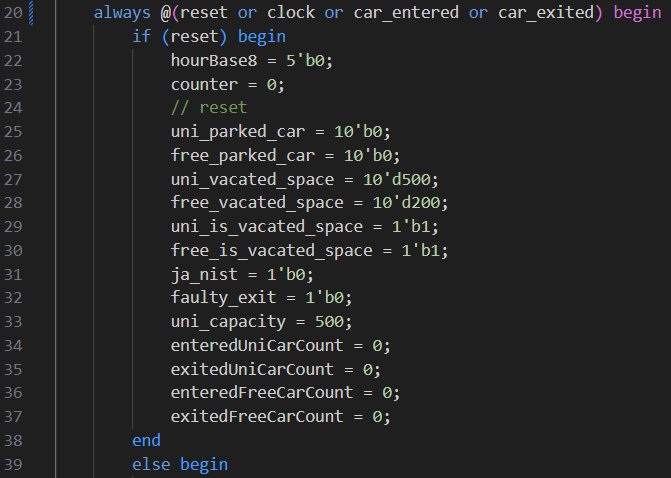 20 always @(reset or clock or car_entered or car_exited) begin
21 if (reset) begin
22 hourBase8 = 5'b0;
23 counter = 0;
24 // reset
25 uni_parked_car = 10'b0;
26 free_parked_car = 10'b0;
27 uni_vacated_space = 10'd500;
28 free_vacated_space = 10'd200;
29 uni_is_vacated_space = 1'b1;
30 free_is_vacated_space = 1'b1;
31 ja_nist = 1'b0;
32 faulty_exit = 1'b0;
33 uni_capacity = 500;
34 enteredUniCarCount = 0;
35 exitedUniCarCount = 0;
36 enteredFreeCarCount = 0;
37 exitedFreeCarCount = 0;
38 end
39 else begin